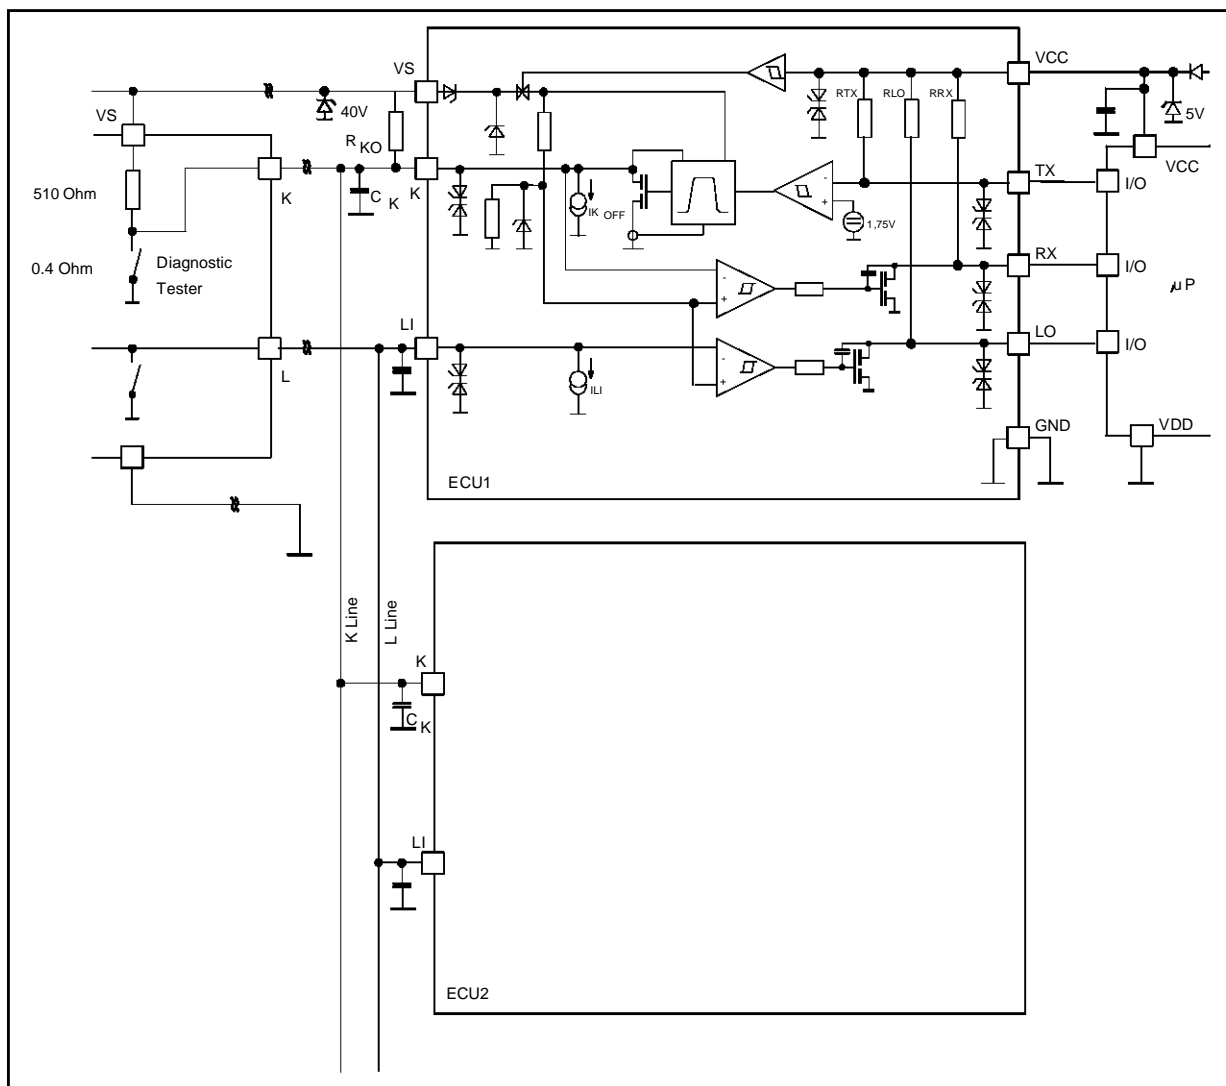 VS
VCC
40V
RTX
RLO
RRX
5V
VS
R KO
VCC
K
K
C K
TX
I/O
510 Ohm
IK OFF
-
+
1,75V
RX
I/O
0.4 Ohm
Diagnostic
Tester
-
+
µP
LI
LO
I/O
L
-
+
ILI
GND
VDD
ECU1
K Line
L Line
K
C K
LI
ECU2